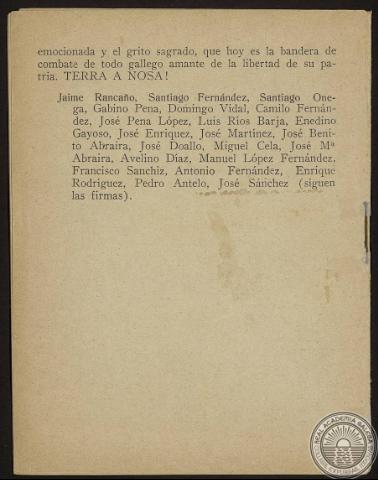 emocionada y el grito sagrado, que hoy es la bandera de
combate de todo gallego amante de la libertad de su pa-
tria. TERRA A NOSA!
Jaime Rancaño, Santiago Fernández, Santiago One-
ga, Gabino Pena, Domingo Vidal, Camilo Fernán-
dez, José Pena López, Luis Rios Barja, Enedino
Gayoso, José Enriquez, José Martínez, José Beni-
to Abraira, José Doallo, Miguel Cela, José Mª
Abraira, Avelino Díaz, Manuel López Fernández,
Francisco Sanchiz, Antonio Fernández, Enrique
Rodriguez, Pedro Antelo, José Sánchez (siguen
las firmas).
REAL ACADEMIA GALEGA